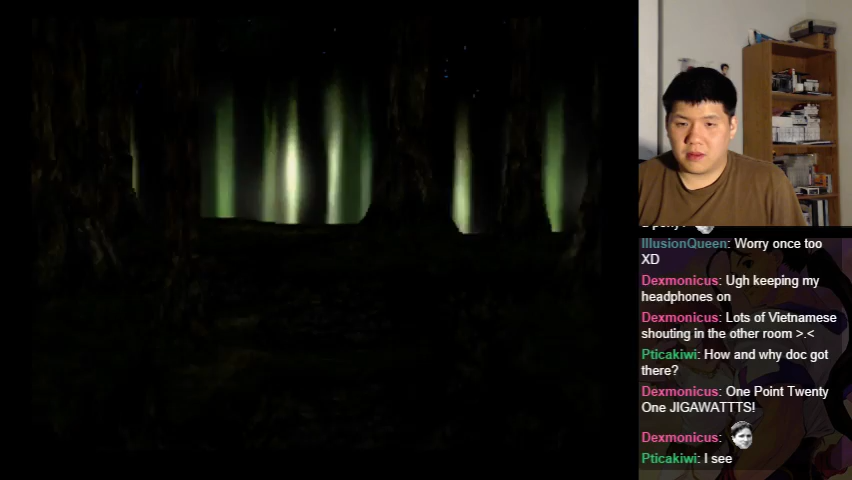 IllusionQueen: Worry once too
XD
Dexmonicus: Ugh keeping my
headphones on
Dexmonicus: Lots of Vietnamese
shouting in the other room >.<
Pticakiwi: How and why doc got
there?
Dexmonicus: One Point Twenty
One JIGAWATTTS!
Dexmonicus:
Pticakiwi: I see